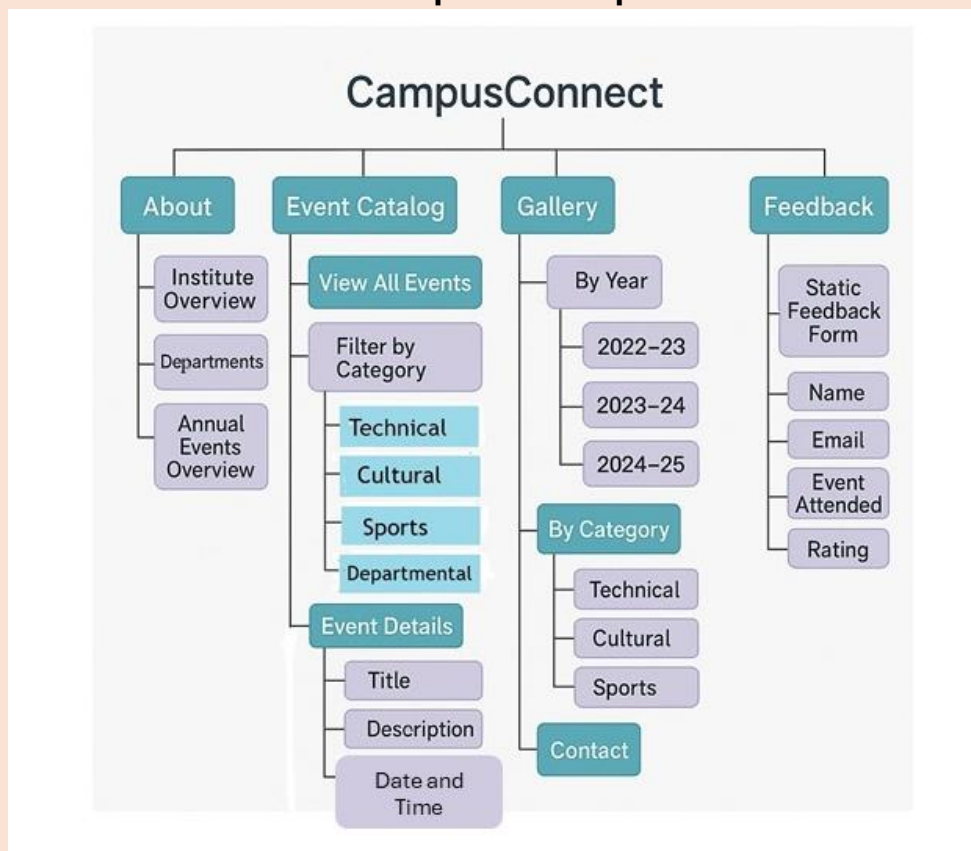 CampusConnect
About
Institute
Overview
Departments
Annual
Events
Overview
Event Catalog
View All Events
Filter by
Category
Technical
Cultural
Sports
Departmental
Event Details
Title
Description
Date and
Time
Gallery
By Year
2022–23
2023–24
2024–25
By Category
Technical
Cultural
Sports
Contact
Feedback
Static
Feedback
Form
Name
Email
Event
Attended
Rating